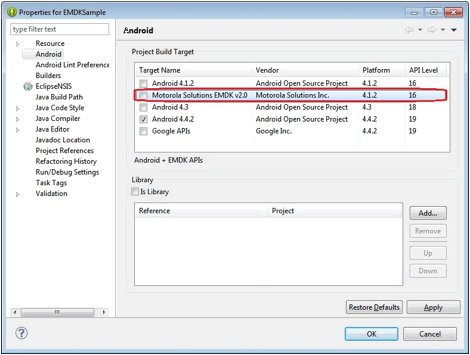 Properties for EMDKSample
type filter text
Resource
Android
Android Lint Preference
Builders
EclipseNSIS
Java Build Path
Java Code Style
Java Compiler
Java Editor
Javadoc Location
Project References
Refactoring History
Run/Debug Settings
Task Tags
Validation
Android
Project Build Target
Target Name Vendor Platform API Level
Android 4.1.2 Android Open Source Project 4.1.2 16
Motorola Solutions EMDK v2.0 Motorola Solutions Inc. 4.1.2 16
Android 4.3 Android Open Source Project 4.3 18
Android 4.4.2 Android Open Source Project 4.4.2 19
Google APIs Google Inc. 4.4.2 19
Android + EMDK APIs
Library
Is Library
Reference Project
Add...
Remove
Up
Down
Restore Defaults Apply
OK Cancel